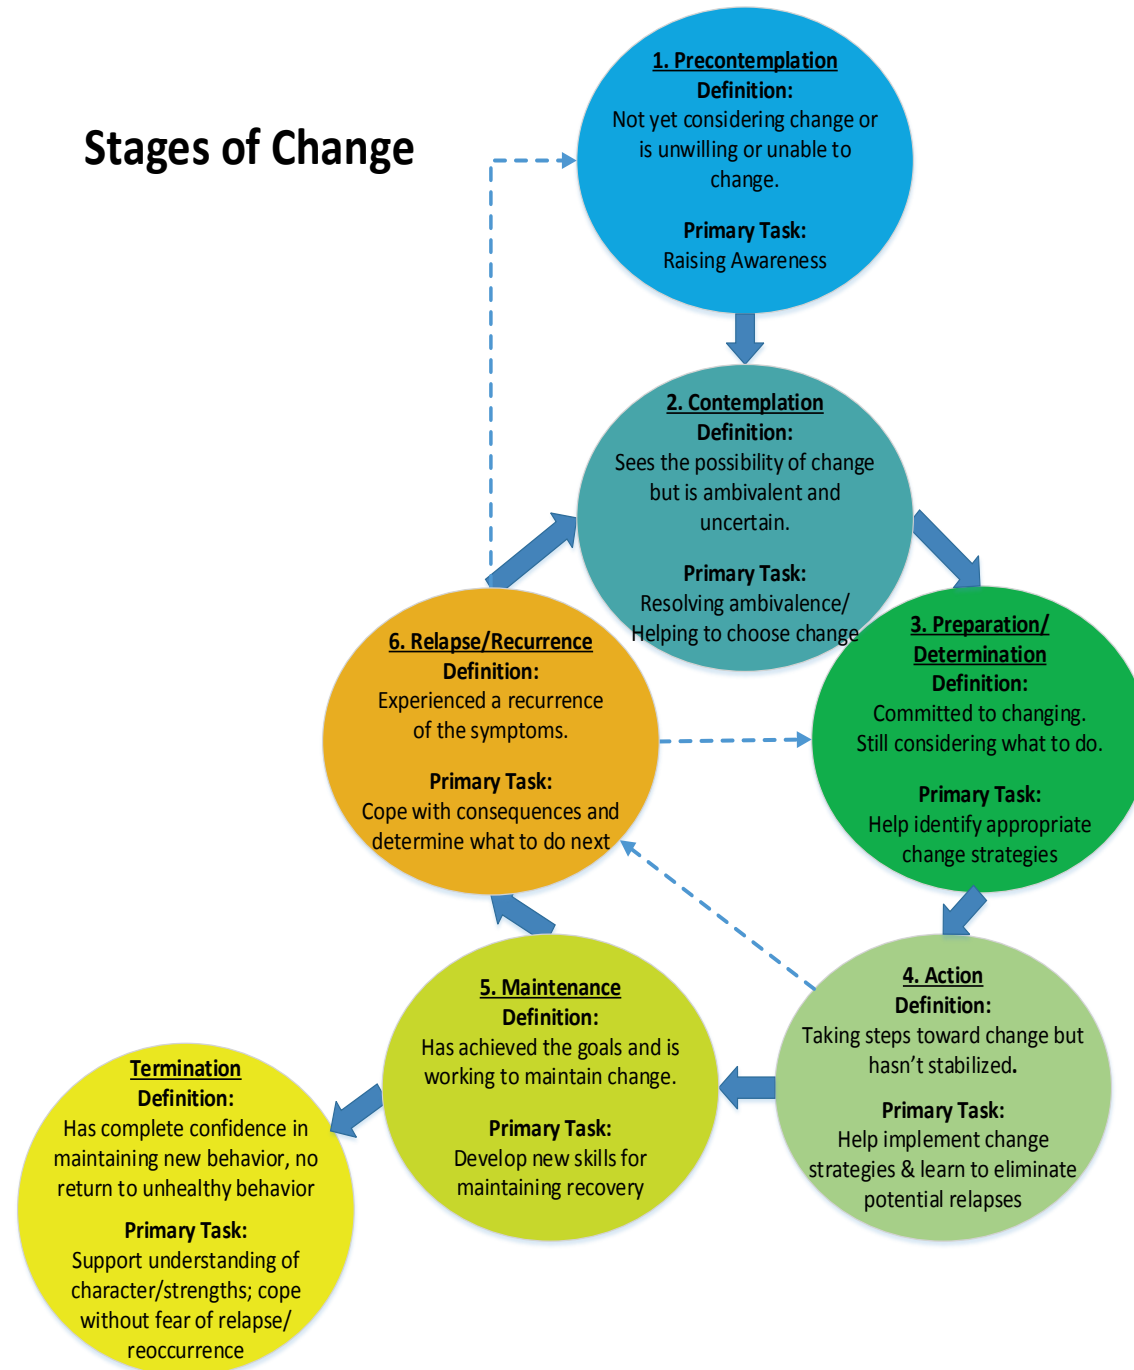 Stages of Change
1. Precontemplation
Definition:
Not yet considering change or
is unwilling or unable to
change.
Primary Task:
Raising Awareness
2. Contemplation
Definition:
Sees the possibility of change
but is ambivalent and
uncertain.
Primary Task:
Resolving ambivalence/
Helping to choose change
3. Preparation/
Determination
Definition:
Committed to changing.
Still considering what to do.
Primary Task:
Help identify appropriate
change strategies
4. Action
Definition:
Taking steps toward change but
hasn’t stabilized.
Primary Task:
Help implement change
strategies & learn to eliminate
potential relapses
5. Maintenance
Definition:
Has achieved the goals and is
working to maintain change.
Primary Task:
Develop new skills for
maintaining recovery
6. Relapse/Recurrence
Definition:
Experienced a recurrence
of the symptoms.
Primary Task:
Cope with consequences and
determine what to do next
Termination
Definition:
Has complete confidence in
maintaining new behavior, no
return to unhealthy behavior
Primary Task:
Support understanding of
character/strengths; cope
without fear of relapse/
reoccurrence